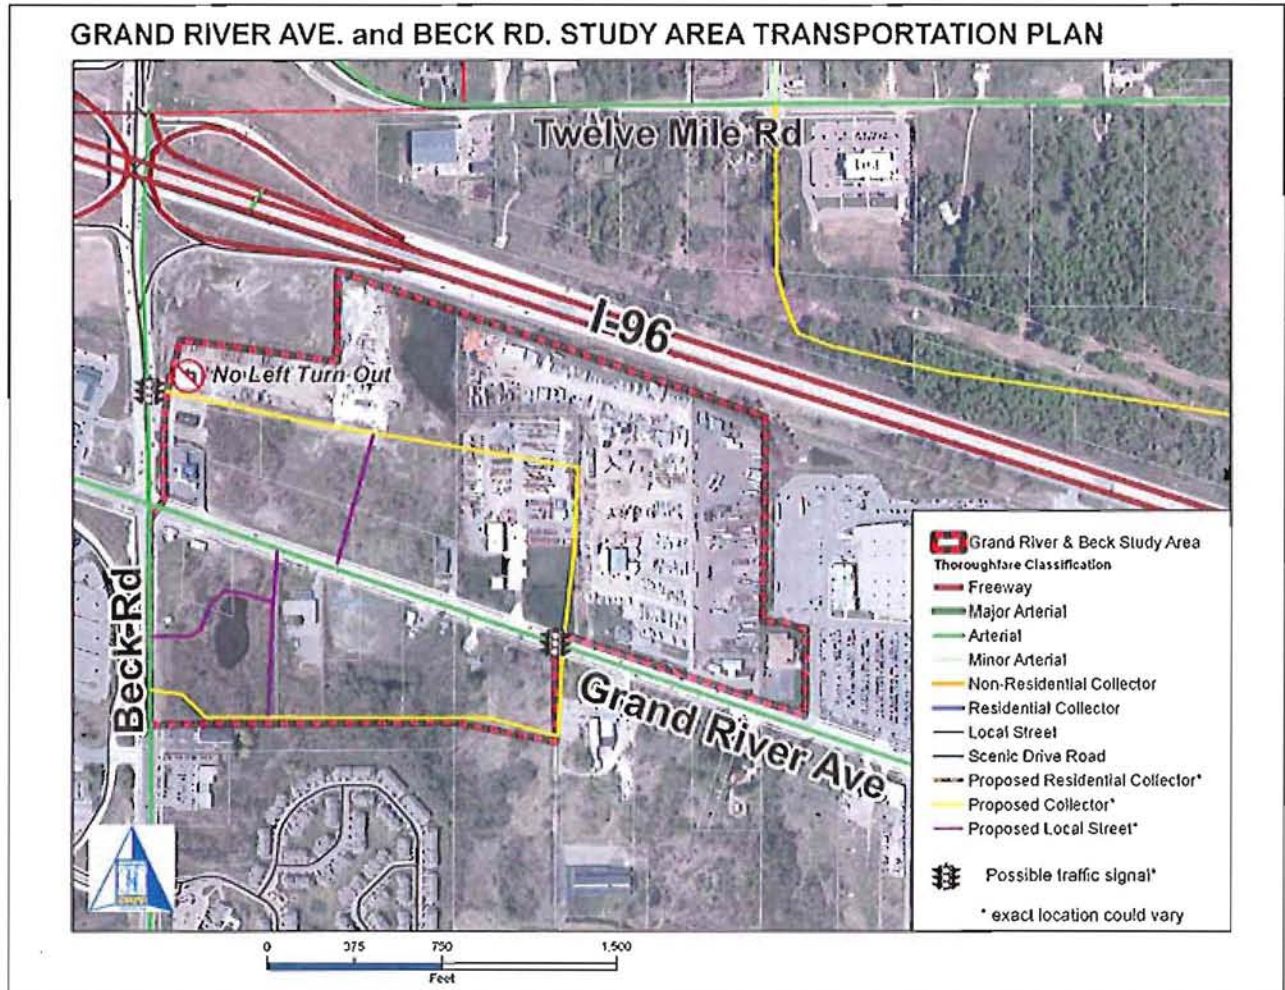 GRAND RIVER AVE. and BECK RD. STUDY AREA TRANSPORTATION PLAN
Twelve Mile Rd
I-96
No Left Turn Out
Beck Rd
Grand River Ave
Grand River & Beck Study Area
Thoroughfare Classification
Freeway
Major Arterial
Arterial
Minor Arterial
Non-Residential Collector
Residential Collector
Local Street
Scenic Drive Road
Proposed Residential Collector*
Proposed Collector*
Proposed Local Street*
Possible traffic signal*
* exact location could vary
0 375 750 1,500
Feet